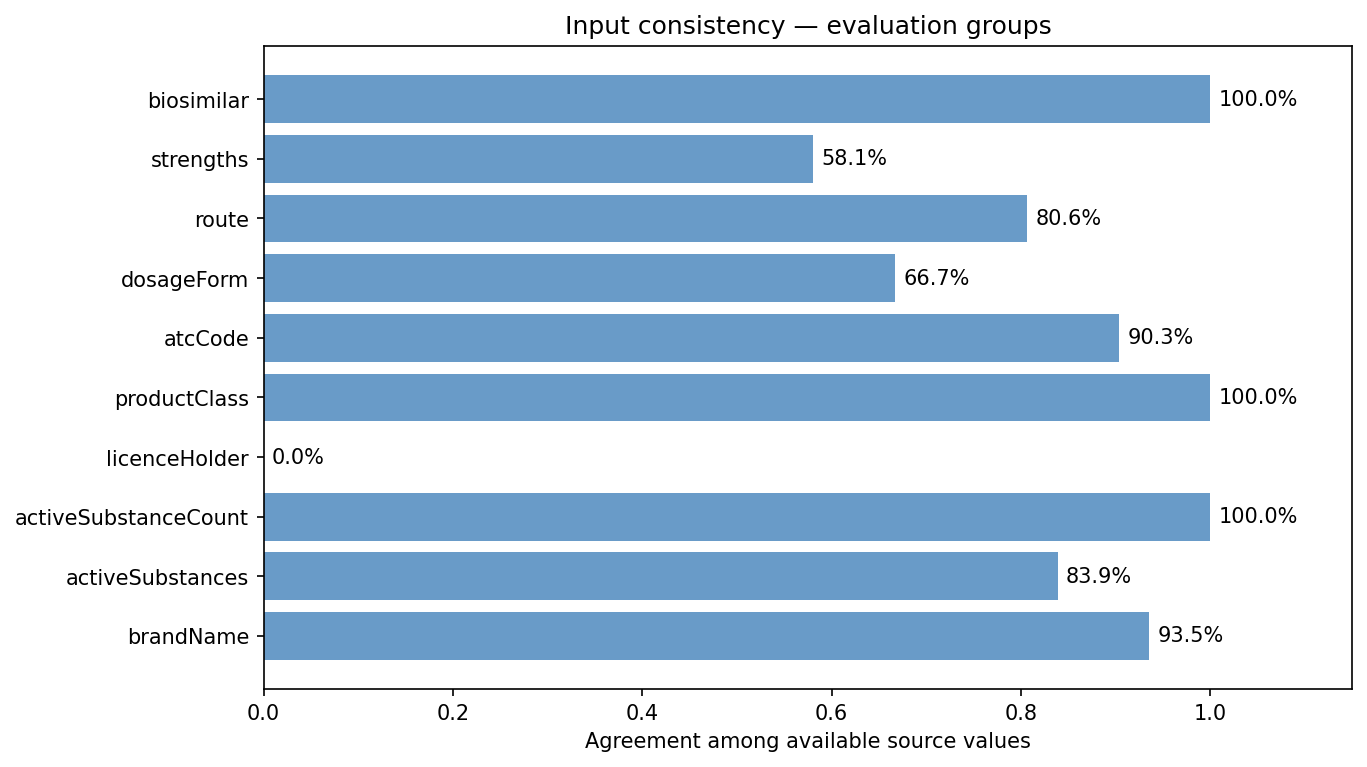 Input consistency — evaluation groups
biosimilar 100.0%
strengths 58.1%
route 80.6%
dosageForm 66.7%
atcCode 90.3%
productClass 100.0%
licenceHolder 0.0%
activeSubstanceCount 100.0%
activeSubstances 83.9%
brandName 93.5%
0.0 0.2 0.4 0.6 0.8 1.0
Agreement among available source values